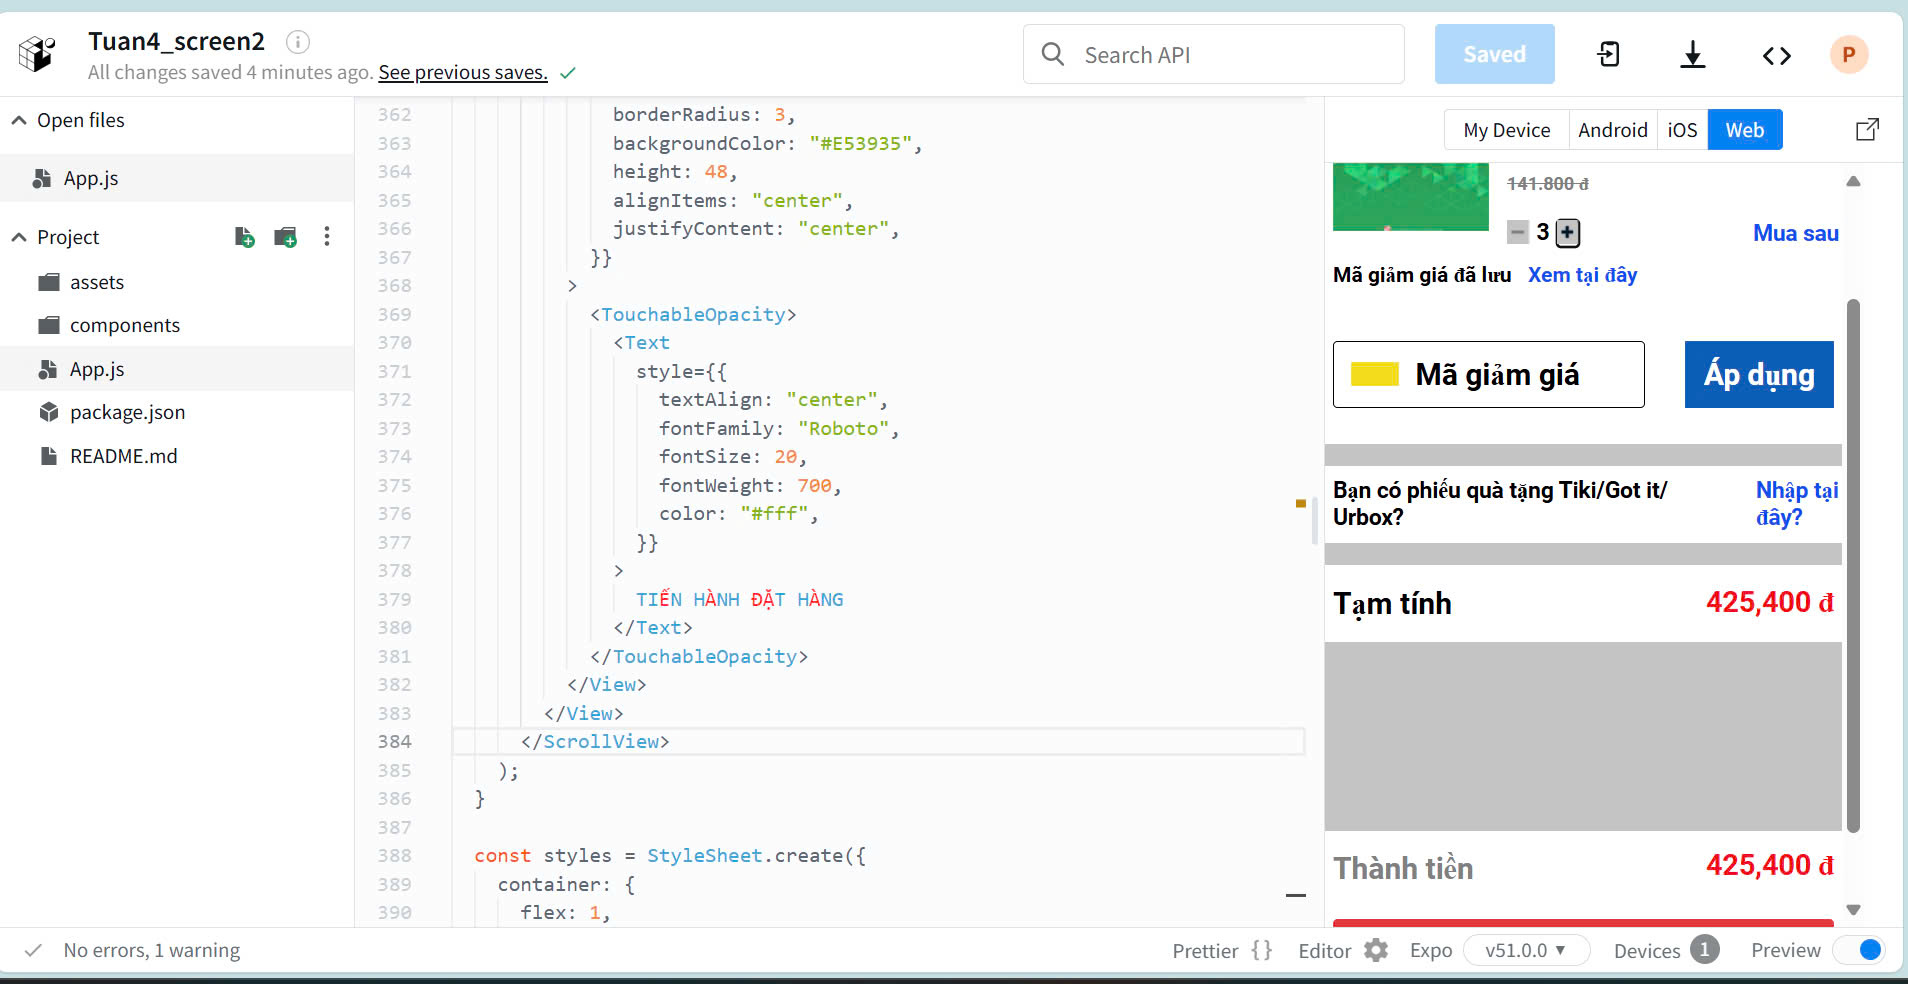 Tuan4_screen2
All changes saved 4 minutes ago. See previous saves.
Search API
Saved
P
Open files
App.js
Project
assets
components
App.js
package.json
README.md
362 borderRadius: 3,
363 backgroundColor: "#E53935",
364 height: 48,
365 alignItems: "center",
366 justifyContent: "center",
367 }}
368 >
369 <TouchableOpacity>
370 <Text
371 style={{
372 textAlign: "center",
373 fontFamily: "Roboto",
374 fontSize: 20,
375 fontWeight: 700,
376 color: "#fff",
377 }}
378 >
379 TIẾN HÀNH ĐẶT HÀNG
380 </Text>
381 </TouchableOpacity>
382 </View>
383 </View>
384 </ScrollView>
385 );
386 }
387
388 const styles = StyleSheet.create({
389 container: {
390 flex: 1,
My Device Android iOS Web
141.800 đ
− 3 + Mua sau
Mã giảm giá đã lưu Xem tại đây
Mã giảm giá Áp dụng
Bạn có phiếu quà tặng Tiki/Got it/ Nhập tại
Urbox? đây?
Tạm tính 425,400 đ
Thành tiền 425,400 đ
No errors, 1 warning
Prettier {} Editor Expo v51.0.0 Devices 1 Preview